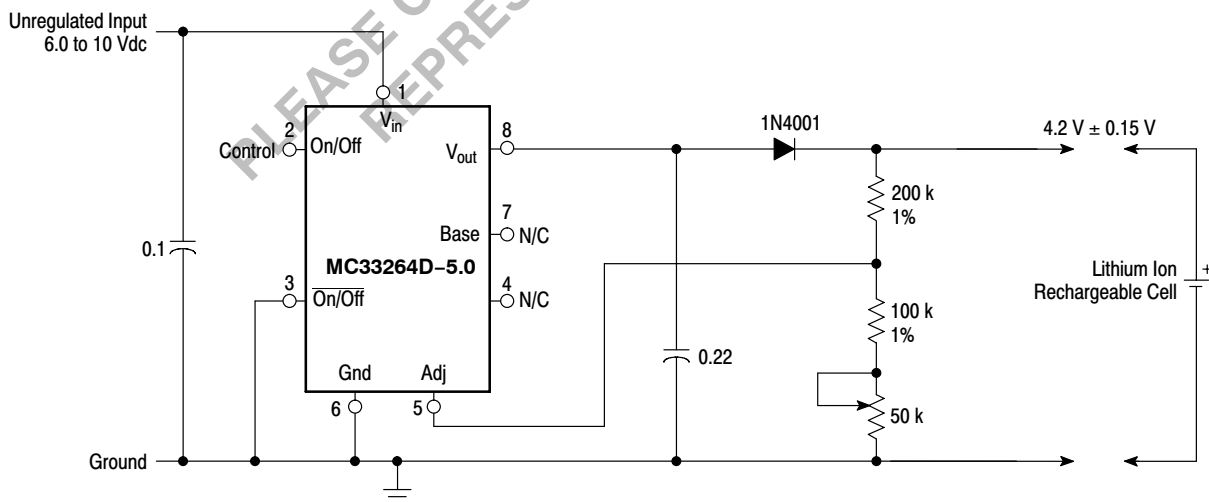 PLEASE
REPRES
Unregulated Input
6.0 to 10 Vdc
1
Vin
2
Control
On/Off
8
Vout
1N4001
4.2 V ± 0.15 V
200 k
1%
7
Base
N/C
0.1
MC33264D–5.0
3
On/Off
4
N/C
Lithium Ion
Rechargeable Cell
+
100 k
1%
0.22
Gnd
Adj
6
5
50 k
Ground